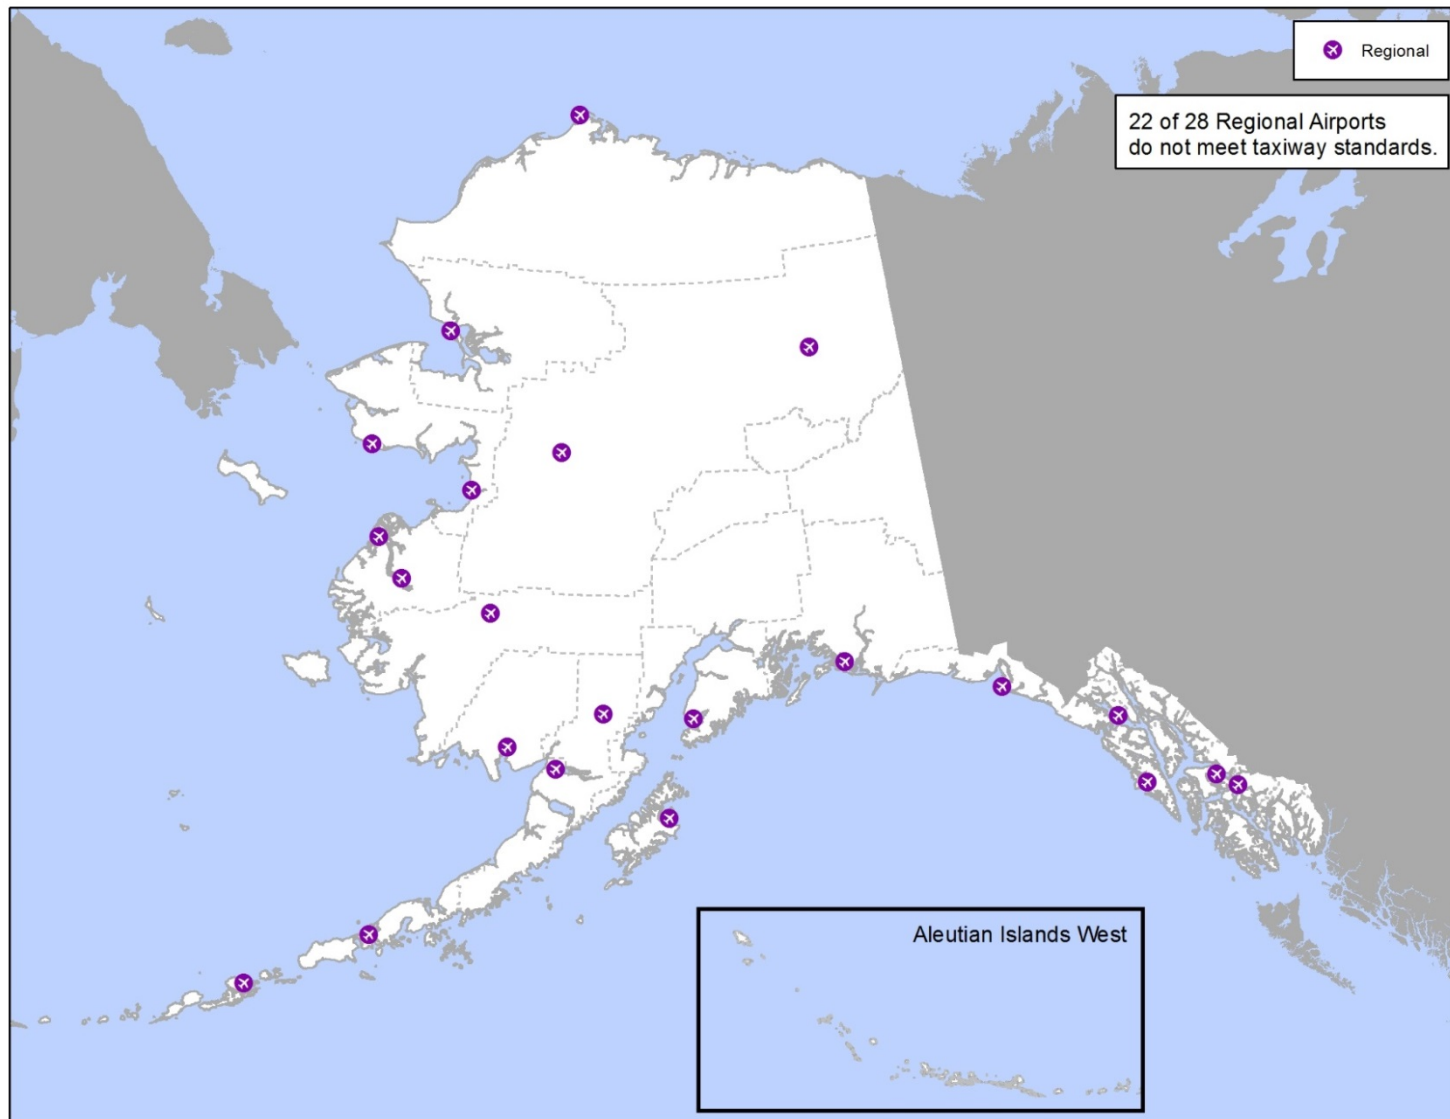 Regional
22 of 28 Regional Airports
do not meet taxiway standards.
Aleutian Islands West